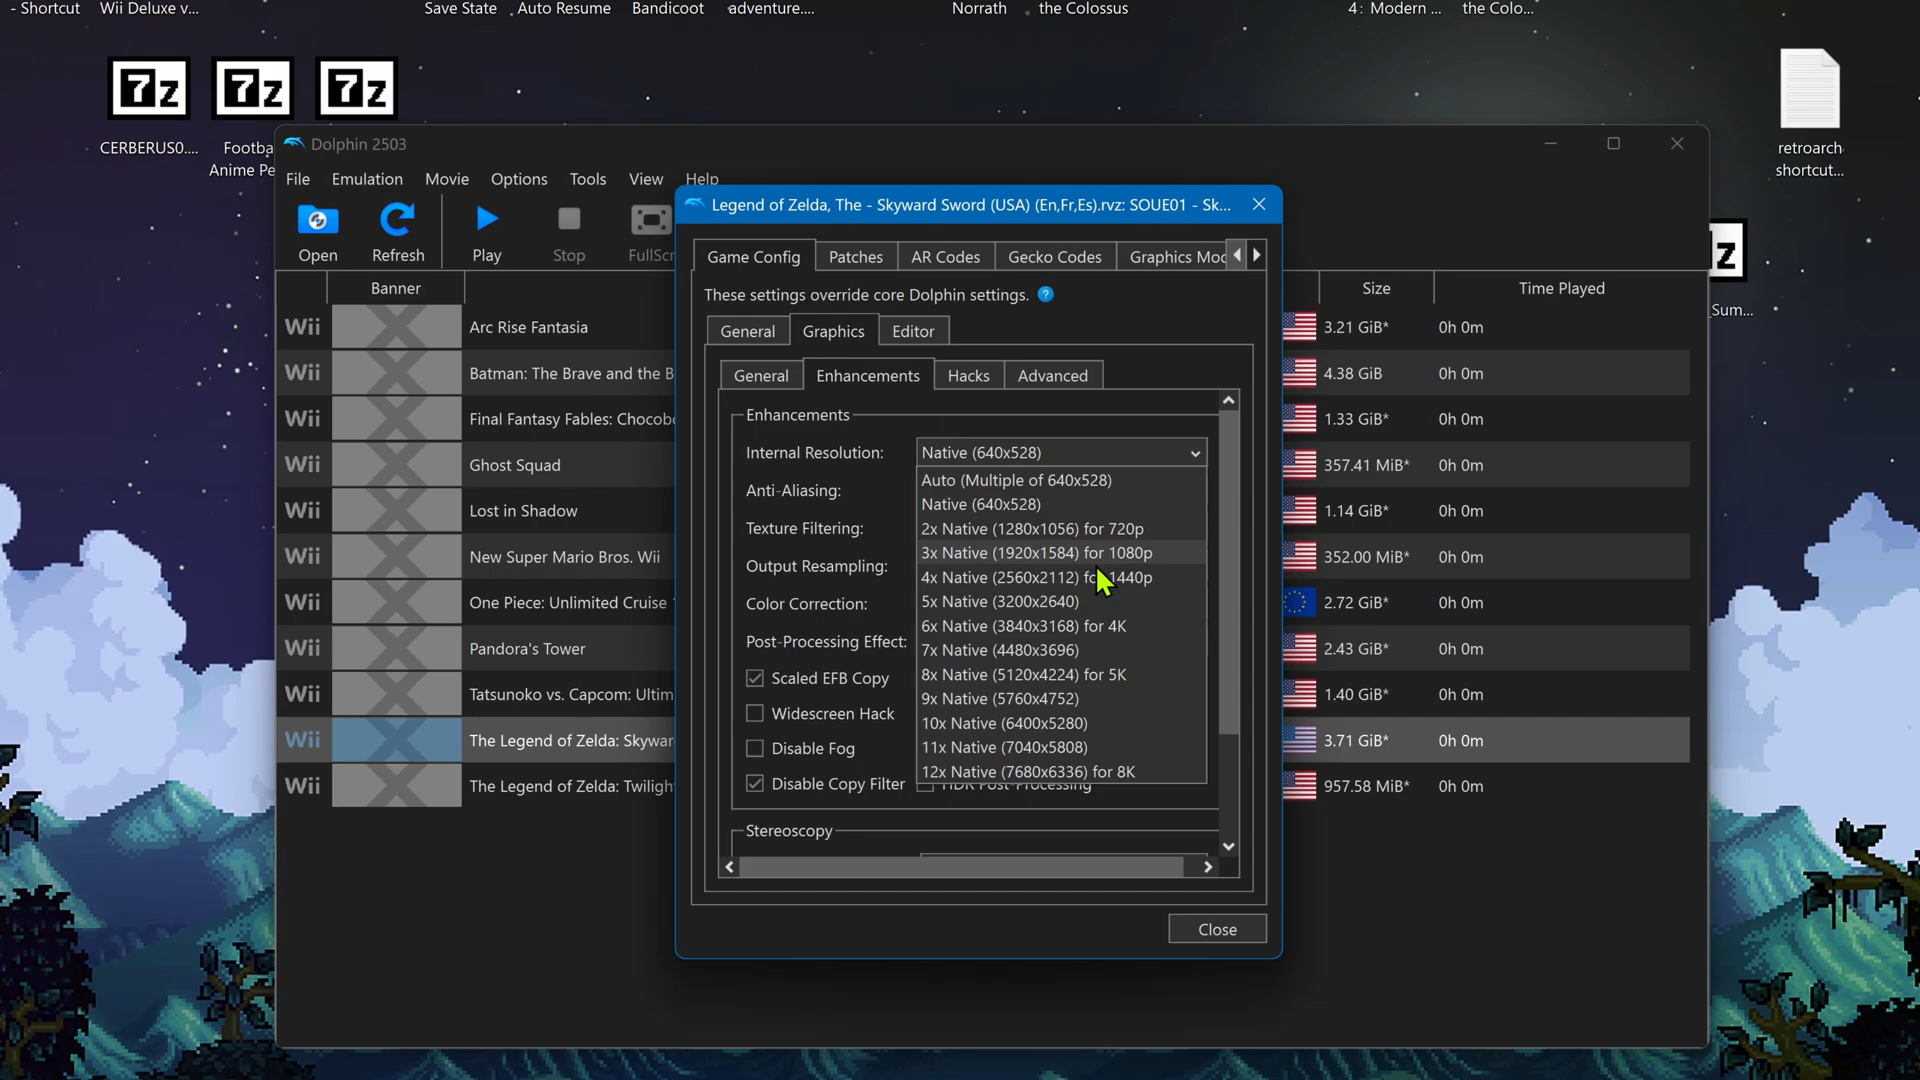 - Shortcut
Wii Deluxe v...
Save State
Auto Resume
Bandicoot
adventure....
Norrath
the Colossus
4: Modern ...
the Colo...
7z
7z
7z
CERBERUS0....
Footba
Anime Pe
retroarch
shortcut...
z
_Sum...
Dolphin 2503
File Emulation Movie Options Tools View Help
Open Refresh Play Stop FullScr
Banner
Size
Time Played
Wii Arc Rise Fantasia 3.21 GiB* 0h 0m
Wii Batman: The Brave and the B 4.38 GiB 0h 0m
Wii Final Fantasy Fables: Chocob 1.33 GiB* 0h 0m
Wii Ghost Squad 357.41 MiB* 0h 0m
Wii Lost in Shadow 1.14 GiB* 0h 0m
Wii New Super Mario Bros. Wii 352.00 MiB* 0h 0m
Wii One Piece: Unlimited Cruise 2.72 GiB* 0h 0m
Wii Pandora's Tower 2.43 GiB* 0h 0m
Wii Tatsunoko vs. Capcom: Ultim 1.40 GiB* 0h 0m
Wii The Legend of Zelda: Skywar 3.71 GiB* 0h 0m
Wii The Legend of Zelda: Twiligh 957.58 MiB* 0h 0m
Legend of Zelda, The - Skyward Sword (USA) (En,Fr,Es).rvz: SOUE01 - Sk...
Game Config Patches AR Codes Gecko Codes Graphics Mod
These settings override core Dolphin settings. ?
General Graphics Editor
General Enhancements Hacks Advanced
Enhancements
Internal Resolution: Native (640x528)
Anti-Aliasing:
Texture Filtering:
Output Resampling:
Color Correction:
Post-Processing Effect:
Auto (Multiple of 640x528)
Native (640x528)
2x Native (1280x1056) for 720p
3x Native (1920x1584) for 1080p
4x Native (2560x2112) fo 1440p
5x Native (3200x2640)
6x Native (3840x3168) for 4K
7x Native (4480x3696)
8x Native (5120x4224) for 5K
9x Native (5760x4752)
10x Native (6400x5280)
11x Native (7040x5808)
12x Native (7680x6336) for 8K
Scaled EFB Copy
Widescreen Hack
Disable Fog
Disable Copy Filter HDR Post-Processing
Stereoscopy
Close